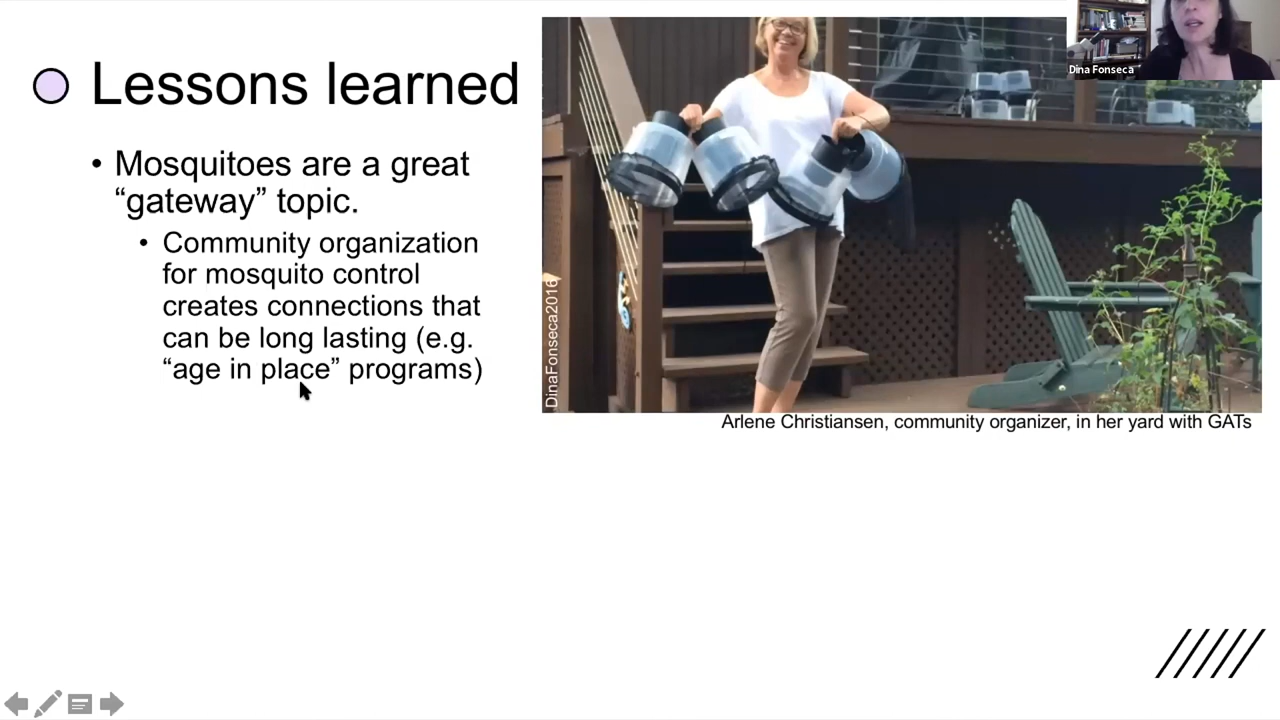 Lessons learned
• Mosquitoes are a great
“gateway” topic.
• Community organization
for mosquito control
creates connections that
can be long lasting (e.g.
“age in place” programs)
DinaFonseca2016
Dina Fonseca
Arlene Christiansen, community organizer, in her yard with GATs